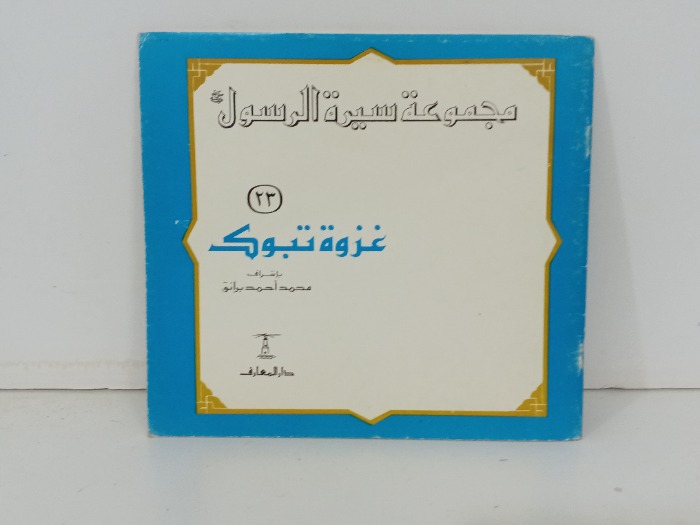 مجموعة سيرة الرسول ﷺ
(٢٣)
غزوة تبوك
بإشراف
محمد أحمد برانق
دار المعارف